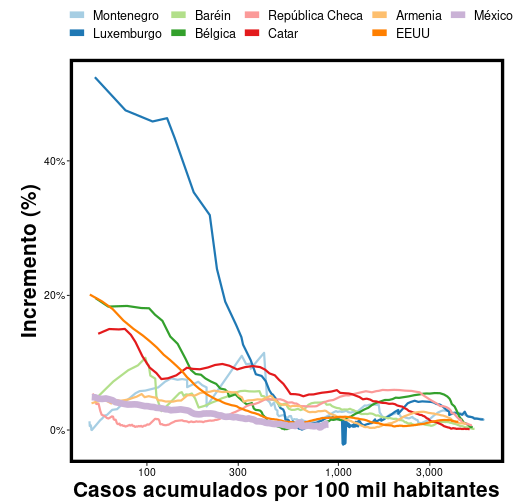 Montenegro Baréin República Checa Armenia México
Luxemburgo Bélgica Catar EEUU
Incremento (%)
40%
20%
0%
100 300 1,000 3,000
Casos acumulados por 100 mil habitantes